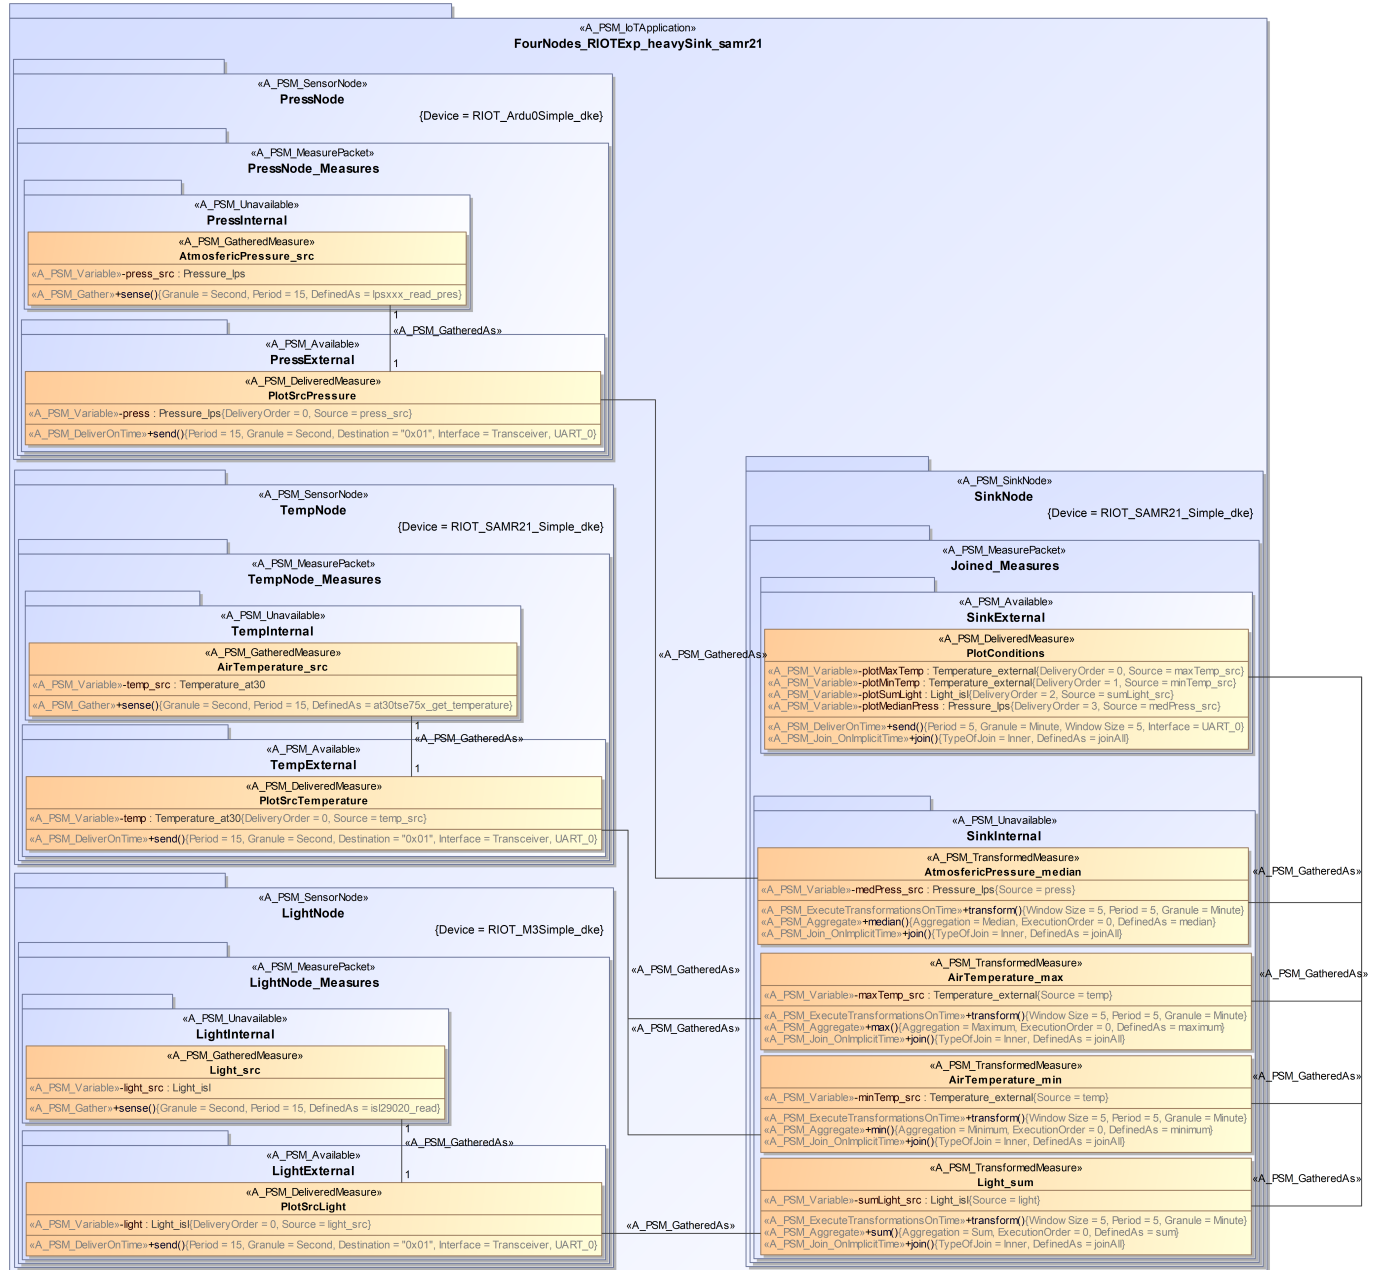 «A_PSM_IoTApplication»
FourNodes_RIOTExp_heavySink_samr21
«A_PSM_SensorNode»
PressNode
{Device = RIOT_Ardu0Simple_dke}
«A_PSM_MeasurePacket»
PressNode_Measures
«A_PSM_Unavailable»
PressInternal
«A_PSM_GatheredMeasure»
AtmosfericPressure_src
«A_PSM_Variable»-press_src : Pressure_lps
«A_PSM_Gather»+sense(){Granule = Second, Period = 15, DefinedAs = lpsxxx_read_pres}
1
«A_PSM_GatheredAs»
1
«A_PSM_Available»
PressExternal
«A_PSM_DeliveredMeasure»
PlotSrcPressure
«A_PSM_Variable»-press : Pressure_lps{DeliveryOrder = 0, Source = press_src}
«A_PSM_DeliverOnTime»+send(){Period = 15, Granule = Second, Destination = "0x01", Interface = Transceiver, UART_0}
«A_PSM_SensorNode»
TempNode
{Device = RIOT_SAMR21_Simple_dke}
«A_PSM_MeasurePacket»
TempNode_Measures
«A_PSM_Unavailable»
TempInternal
«A_PSM_GatheredMeasure»
AirTemperature_src
«A_PSM_Variable»-temp_src : Temperature_at30
«A_PSM_Gather»+sense(){Granule = Second, Period = 15, DefinedAs = at30tse75x_get_temperature}
1
«A_PSM_GatheredAs»
1
«A_PSM_Available»
TempExternal
«A_PSM_DeliveredMeasure»
PlotSrcTemperature
«A_PSM_Variable»-temp : Temperature_at30{DeliveryOrder = 0, Source = temp_src}
«A_PSM_DeliverOnTime»+send(){Period = 15, Granule = Second, Destination = "0x01", Interface = Transceiver, UART_0}
«A_PSM_SensorNode»
LightNode
{Device = RIOT_M3Simple_dke}
«A_PSM_MeasurePacket»
LightNode_Measures
«A_PSM_Unavailable»
LightInternal
«A_PSM_GatheredMeasure»
Light_src
«A_PSM_Variable»-light_src : Light_isl
«A_PSM_Gather»+sense(){Granule = Second, Period = 15, DefinedAs = isl29020_read}
1
«A_PSM_GatheredAs»
1
«A_PSM_Available»
LightExternal
«A_PSM_DeliveredMeasure»
PlotSrcLight
«A_PSM_Variable»-light : Light_isl{DeliveryOrder = 0, Source = light_src}
«A_PSM_DeliverOnTime»+send(){Period = 15, Granule = Second, Destination = "0x01", Interface = Transceiver, UART_0}
«A_PSM_GatheredAs»
«A_PSM_GatheredAs»
«A_PSM_GatheredAs»
«A_PSM_GatheredAs»
«A_PSM_SinkNode»
SinkNode
{Device = RIOT_SAMR21_Simple_dke}
«A_PSM_MeasurePacket»
Joined_Measures
«A_PSM_Available»
SinkExternal
«A_PSM_DeliveredMeasure»
PlotConditions
«A_PSM_Variable»-plotMaxTemp : Temperature_external{DeliveryOrder = 0, Source = maxTemp_src}
«A_PSM_Variable»-plotMinTemp : Temperature_external{DeliveryOrder = 1, Source = minTemp_src}
«A_PSM_Variable»-plotSumLight : Light_isl{DeliveryOrder = 2, Source = sumLight_src}
«A_PSM_Variable»-plotMedianPress : Pressure_lps{DeliveryOrder = 3, Source = medPress_src}
«A_PSM_DeliverOnTime»+send(){Period = 5, Granule = Minute, Window Size = 5, Interface = UART_0}
«A_PSM_Join_OnImplicitTime»+join(){TypeOfJoin = Inner, DefinedAs = joinAll}
«A_PSM_Unavailable»
SinkInternal
«A_PSM_TransformedMeasure»
AtmosfericPressure_median
«A_PSM_Variable»-medPress_src : Pressure_lps{Source = press}
«A_PSM_ExecuteTransformationsOnTime»+transform(){Window Size = 5, Period = 5, Granule = Minute}
«A_PSM_Aggregate»+median(){Aggregation = Median, ExecutionOrder = 0, DefinedAs = median}
«A_PSM_Join_OnImplicitTime»+join(){TypeOfJoin = Inner, DefinedAs = joinAll}
«A_PSM_GatheredAs»
«A_PSM_TransformedMeasure»
AirTemperature_max
«A_PSM_Variable»-maxTemp_src : Temperature_external{Source = temp}
«A_PSM_ExecuteTransformationsOnTime»+transform(){Window Size = 5, Period = 5, Granule = Minute}
«A_PSM_Aggregate»+max(){Aggregation = Maximum, ExecutionOrder = 0, DefinedAs = maximum}
«A_PSM_Join_OnImplicitTime»+join(){TypeOfJoin = Inner, DefinedAs = joinAll}
«A_PSM_GatheredAs»
«A_PSM_TransformedMeasure»
AirTemperature_min
«A_PSM_Variable»-minTemp_src : Temperature_external{Source = temp}
«A_PSM_ExecuteTransformationsOnTime»+transform(){Window Size = 5, Period = 5, Granule = Minute}
«A_PSM_Aggregate»+min(){Aggregation = Minimum, ExecutionOrder = 0, DefinedAs = minimum}
«A_PSM_Join_OnImplicitTime»+join(){TypeOfJoin = Inner, DefinedAs = joinAll}
«A_PSM_GatheredAs»
«A_PSM_TransformedMeasure»
Light_sum
«A_PSM_Variable»-sumLight_src : Light_isl{Source = light}
«A_PSM_ExecuteTransformationsOnTime»+transform(){Window Size = 5, Period = 5, Granule = Minute}
«A_PSM_Aggregate»+sum(){Aggregation = Sum, ExecutionOrder = 0, DefinedAs = sum}
«A_PSM_Join_OnImplicitTime»+join(){TypeOfJoin = Inner, DefinedAs = joinAll}
«A_PSM_GatheredAs»